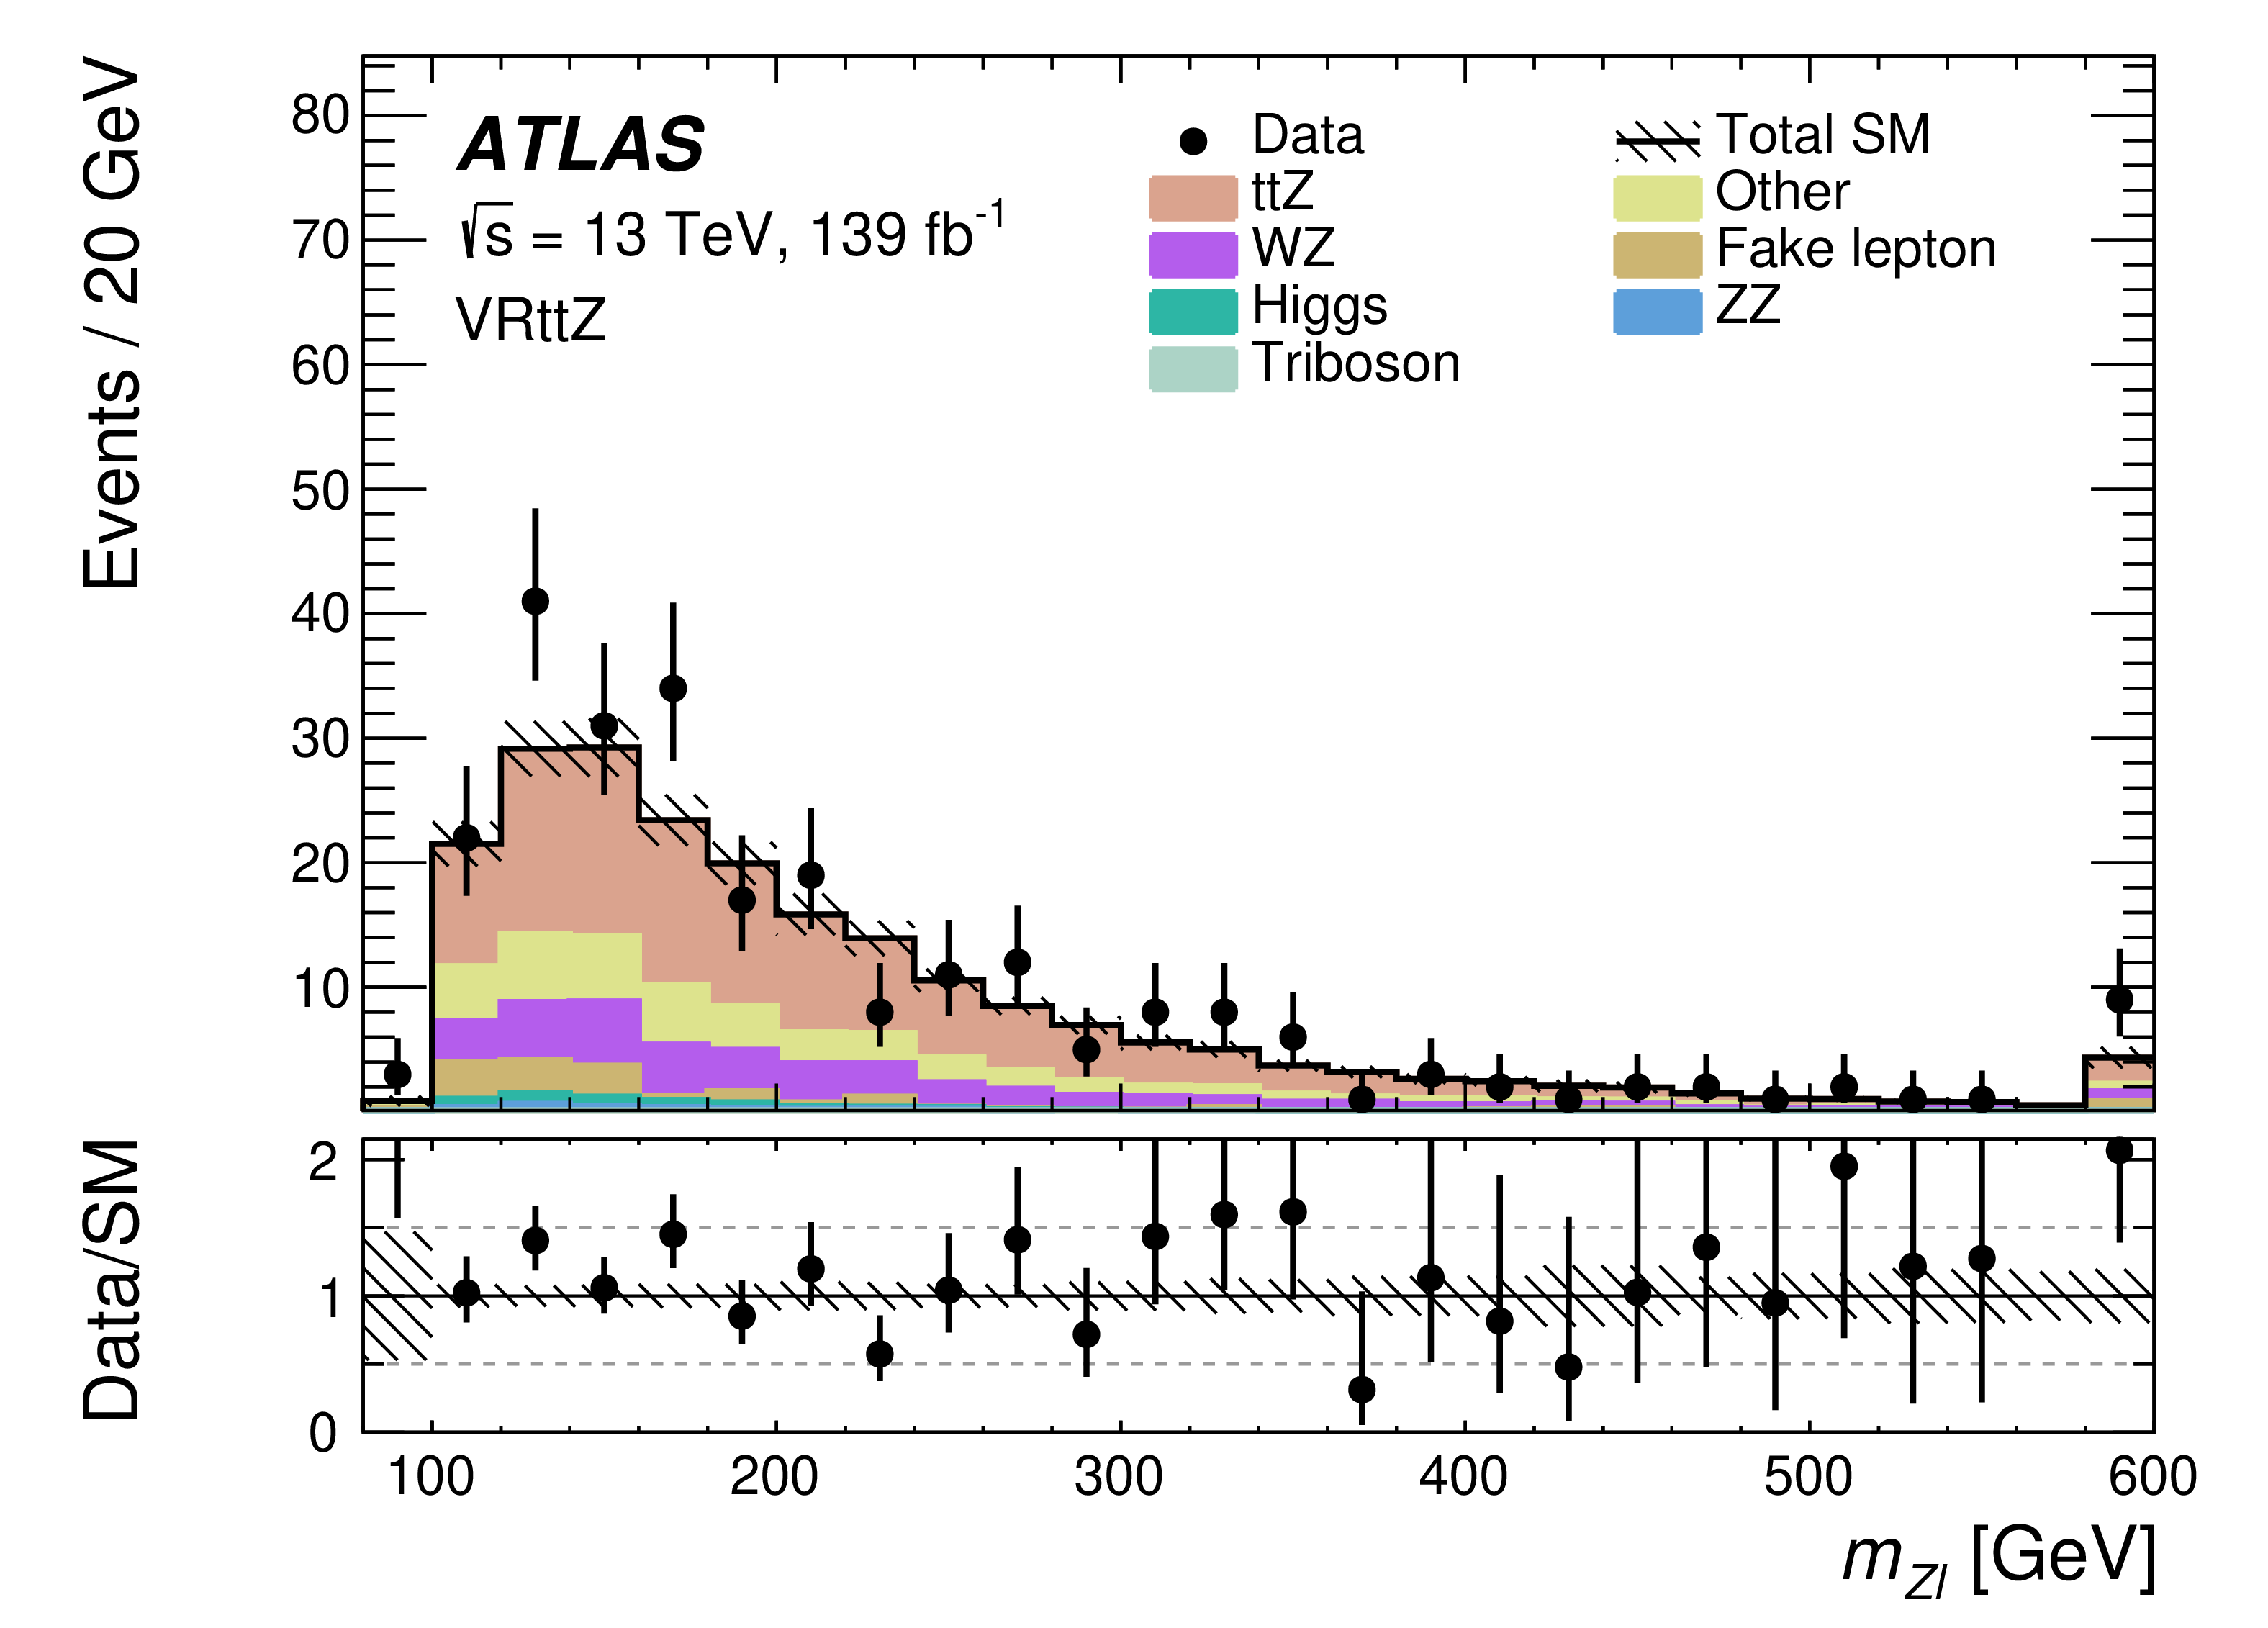 Events / 20 GeV
80
70
60
50
40
30
20
10
ATLAS
√s = 13 TeV, 139 fb-1
VRttZ
Data
ttZ
WZ
Higgs
Triboson
Total SM
Other
Fake lepton
ZZ
Data/SM
2
1
0
100 200 300 400 500 600
mZl [GeV]